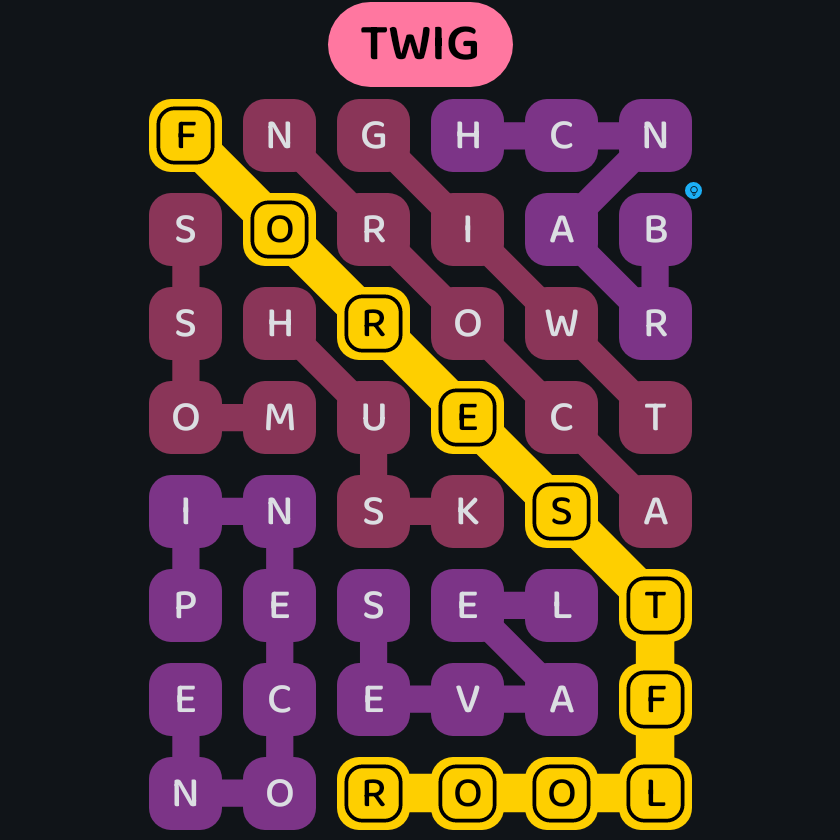 TWIG
F N G H C N
S O R I A B
S H R O W R
O M U E C T
I N S K S A
P E S E L T
E C E V A F
N O R O O L